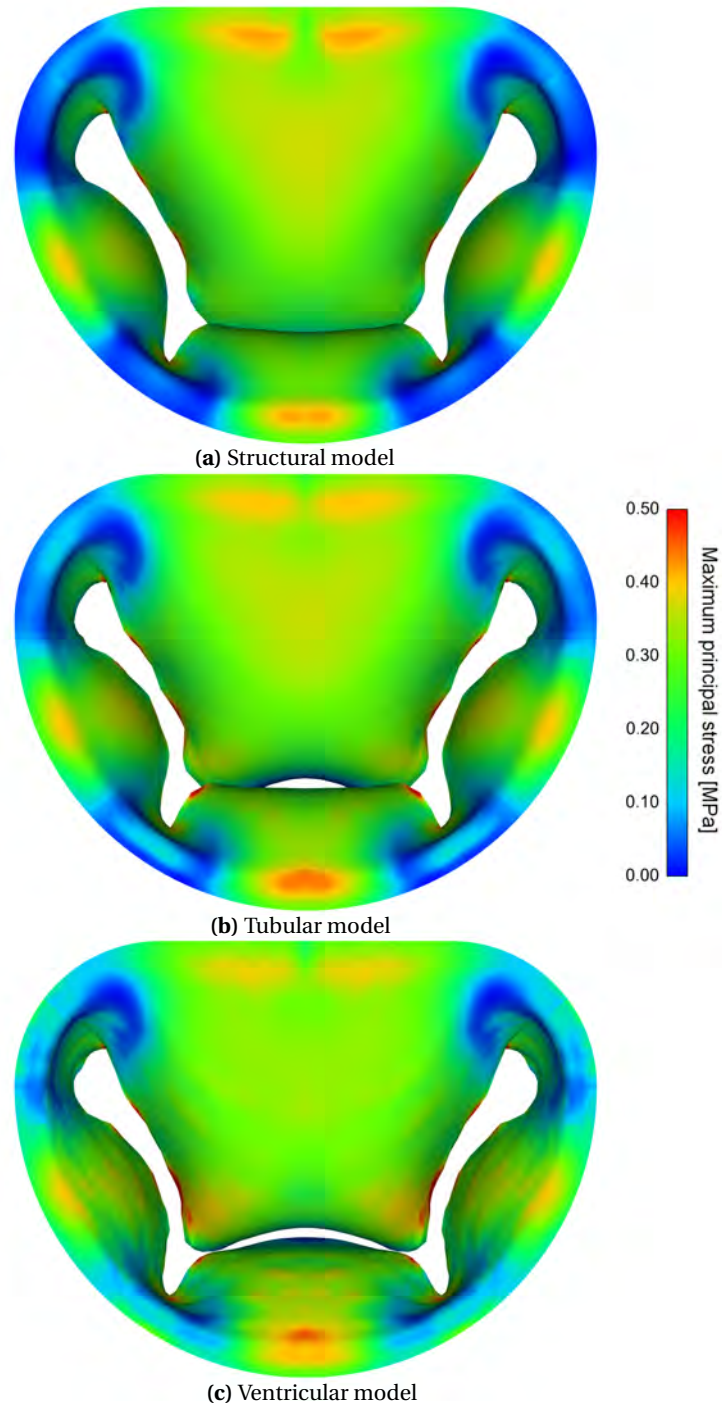 (a) Structural model
0.50
0.40
0.30
0.20
0.10
0.00
Maximum principal stress [MPa]
(b) Tubular model
(c) Ventricular model